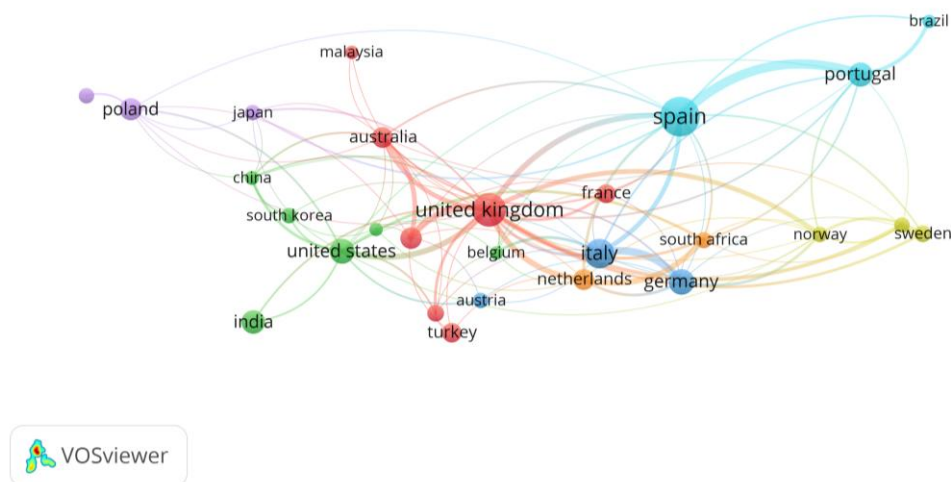 brazil
malaysia
portugal
poland
japan
spain
australia
china
france
united kingdom
south korea
norway
sweden
south africa
united states
belgium
italy
netherlands
germany
austria
india
turkey
VOSviewer